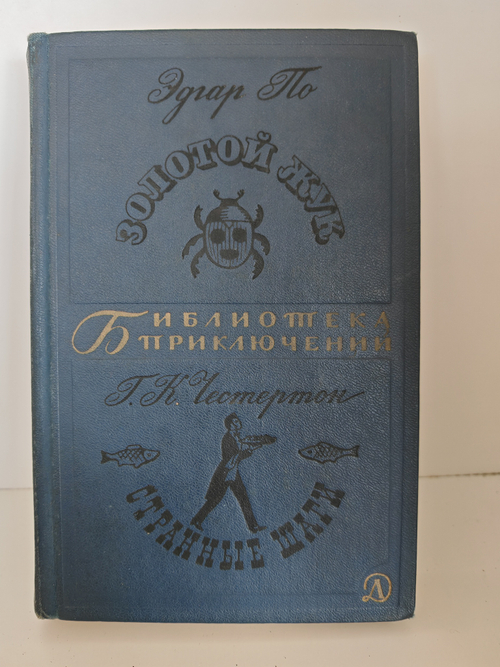 Эдгар По
ЗОЛОТОЙ ЖУК
БИБЛИОТЕКА
ПРИКЛЮЧЕНИЙ
Г. К. Честертон
СТРАННЫЕ ШАГИ
Д